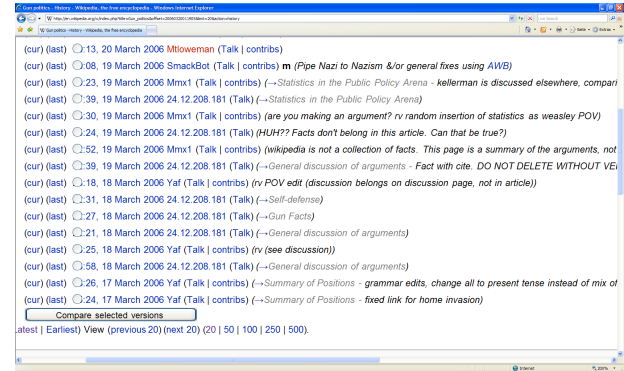 Gun politics - History - Wikipedia, the free encyclopedia - Windows Internet Explorer
Gun politics - History - Wikipedia, the free encyclopedia
(cur) (last) :13, 20 March 2006 Mtloweman (Talk | contribs)
(cur) (last) :08, 19 March 2006 SmackBot (Talk | contribs) m (Pipe Nazi to Nazism &/or general fixes using AWB)
(cur) (last) :23, 19 March 2006 Mmx1 (Talk | contribs) (→Statistics in the Public Policy Arena - kellerman is discussed elsewhere, compari
(cur) (last) :39, 19 March 2006 24.12.208.181 (Talk) (→Statistics in the Public Policy Arena)
(cur) (last) :30, 19 March 2006 Mmx1 (Talk | contribs) (are you making an argument? rv random insertion of statistics as weasley POV)
(cur) (last) :24, 19 March 2006 24.12.208.181 (Talk) (HUH?? Facts don't belong in this article. Can that be true?)
(cur) (last) :52, 19 March 2006 Mmx1 (Talk | contribs) (wikipedia is not a collection of facts. This page is a summary of the arguments, not
(cur) (last) :39, 19 March 2006 24.12.208.181 (Talk) (→General discussion of arguments - Fact with cite. DO NOT DELETE WITHOUT VE
(cur) (last) :18, 18 March 2006 Yaf (Talk | contribs) (rv POV edit (discussion belongs on discussion page, not in article))
(cur) (last) :31, 18 March 2006 24.12.208.181 (Talk) (→Self-defense)
(cur) (last) :27, 18 March 2006 24.12.208.181 (Talk) (→Gun Facts)
(cur) (last) :21, 18 March 2006 24.12.208.181 (Talk) (→General discussion of arguments)
(cur) (last) :25, 18 March 2006 Yaf (Talk | contribs) (rv (see discussion))
(cur) (last) :58, 18 March 2006 24.12.208.181 (Talk) (→General discussion of arguments)
(cur) (last) :26, 17 March 2006 Yaf (Talk | contribs) (→Summary of Positions - grammar edits, change all to present tense instead of mix of
(cur) (last) :24, 17 March 2006 Yaf (Talk | contribs) (→Summary of Positions - fixed link for home invasion)
Compare selected versions
atest | Earliest) View (previous 20) (next 20) (20 | 50 | 100 | 250 | 500).
Internet 200%